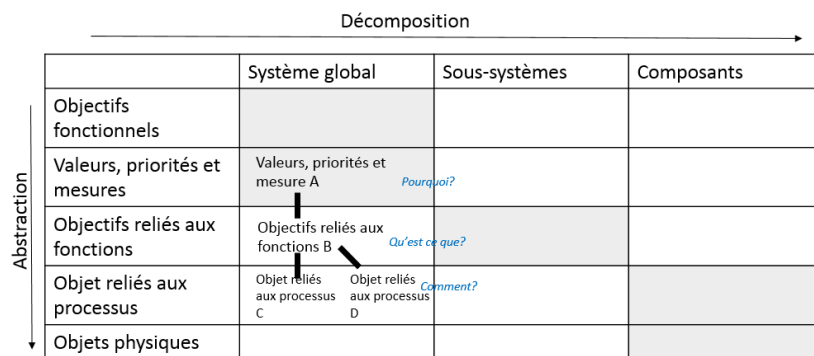 Décomposition
Abstraction
Système global
Sous-systèmes
Composants
Objectifs
fonctionnels
Valeurs, priorités et
mesures
Valeurs, priorités et
mesure A
Pourquoi?
Objectifs reliés aux
fonctions
Objectifs reliés aux
fonctions B
Qu'est ce que?
Objet reliés aux
processus
Objet reliés
aux processus
C
Objet reliés
aux processus
D
Comment?
Objets physiques